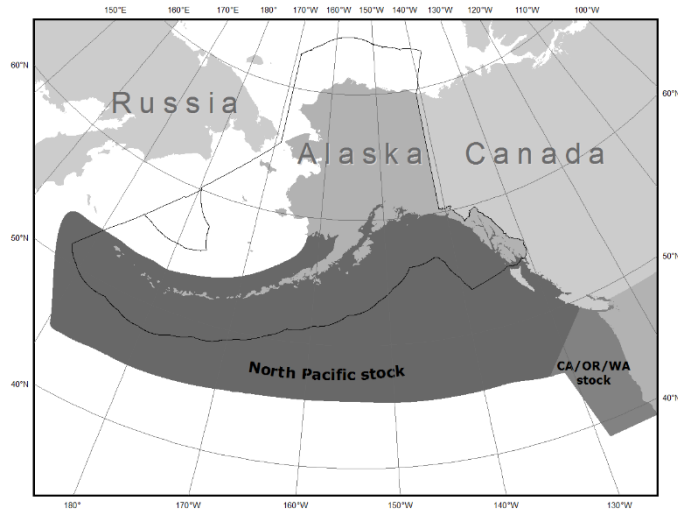 150°E 160°E 170°E 180° 170°W 160°W 150°W 140°W 130°W 120°W 110°W 100°W
60°N 60°N
Russia
Alaska Canada
50°N 50°N
North Pacific stock
CA/OR/WA
stock
40°N 40°N
180° 170°W 160°W 150°W 140°W 130°W